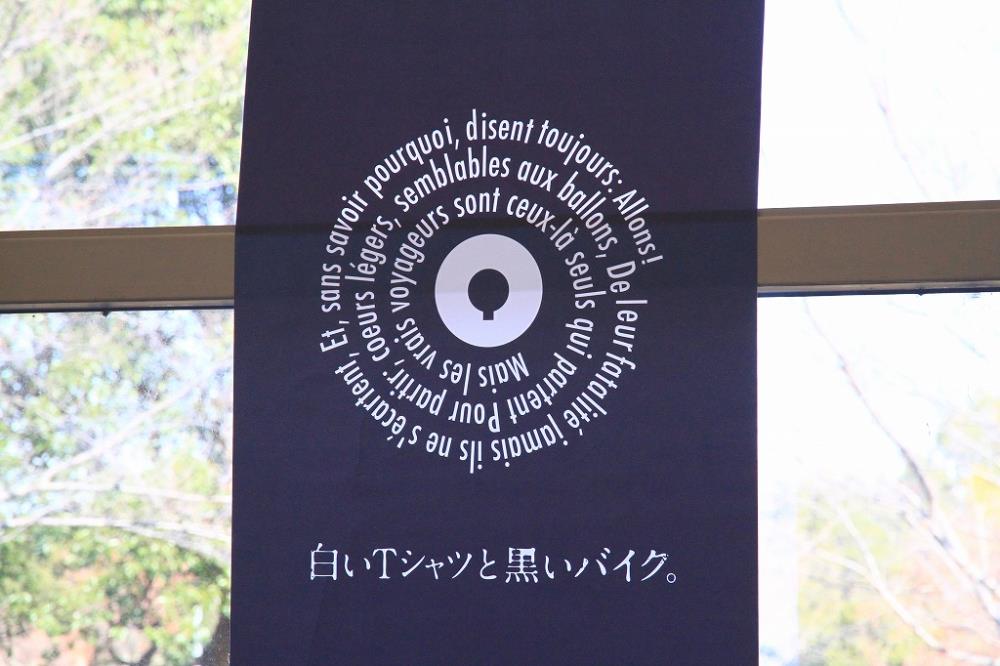 Mais les vrais voyageurs sont ceux-là seuls qui partent Pour partir; coeurs légers, semblables aux ballons, De leur fatalité jamais ils ne s'écartent, Et, sans savoir pourquoi, disent toujours: Allons!
白いTシャツと黒いバイク。